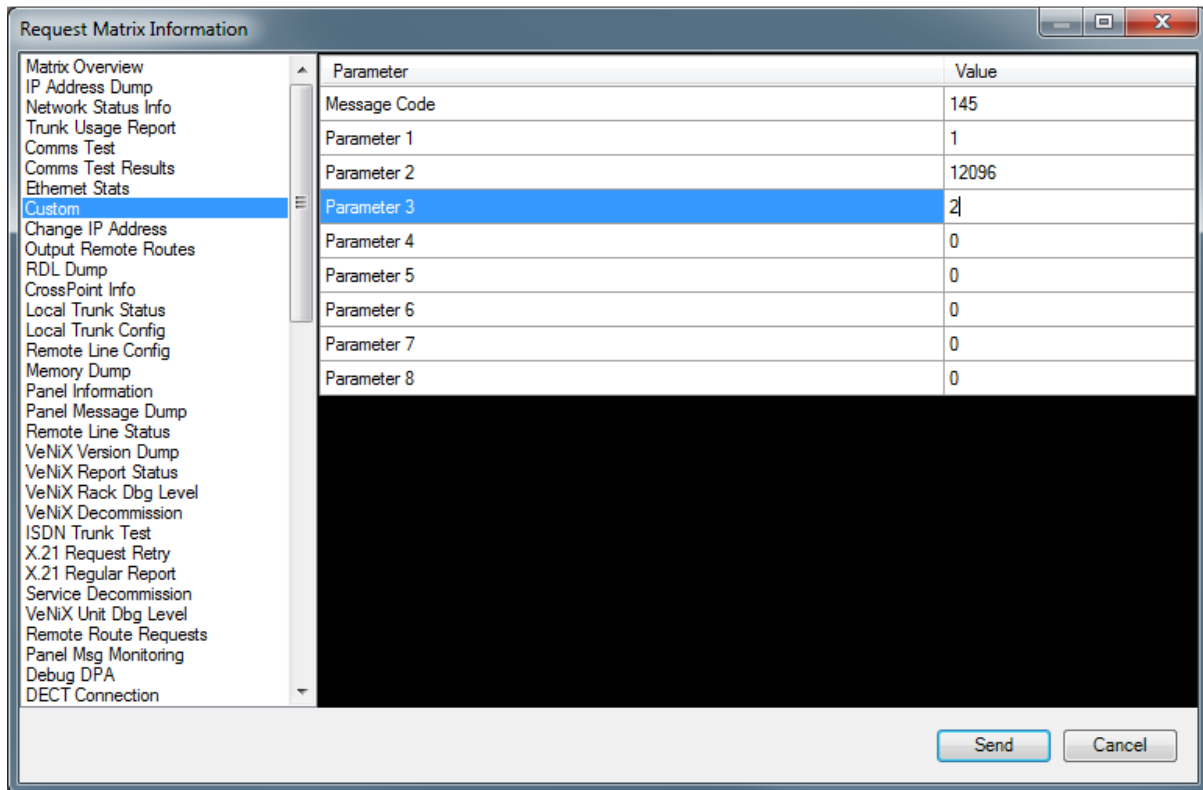 Request Matrix Information
Matrix Overview
IP Address Dump
Network Status Info
Trunk Usage Report
Comms Test
Comms Test Results
Ethernet Stats
Custom
Change IP Address
Output Remote Routes
RDL Dump
CrossPoint Info
Local Trunk Status
Local Trunk Config
Remote Line Config
Memory Dump
Panel Information
Panel Message Dump
Remote Line Status
VeNiX Version Dump
VeNiX Report Status
VeNiX Rack Dbg Level
VeNiX Decommission
ISDN Trunk Test
X.21 Request Retry
X.21 Regular Report
Service Decommission
VeNiX Unit Dbg Level
Remote Route Requests
Panel Msg Monitoring
Debug DPA
DECT Connection
Parameter Value
Message Code 145
Parameter 1 1
Parameter 2 12096
Parameter 3 2
Parameter 4 0
Parameter 5 0
Parameter 6 0
Parameter 7 0
Parameter 8 0
Send Cancel